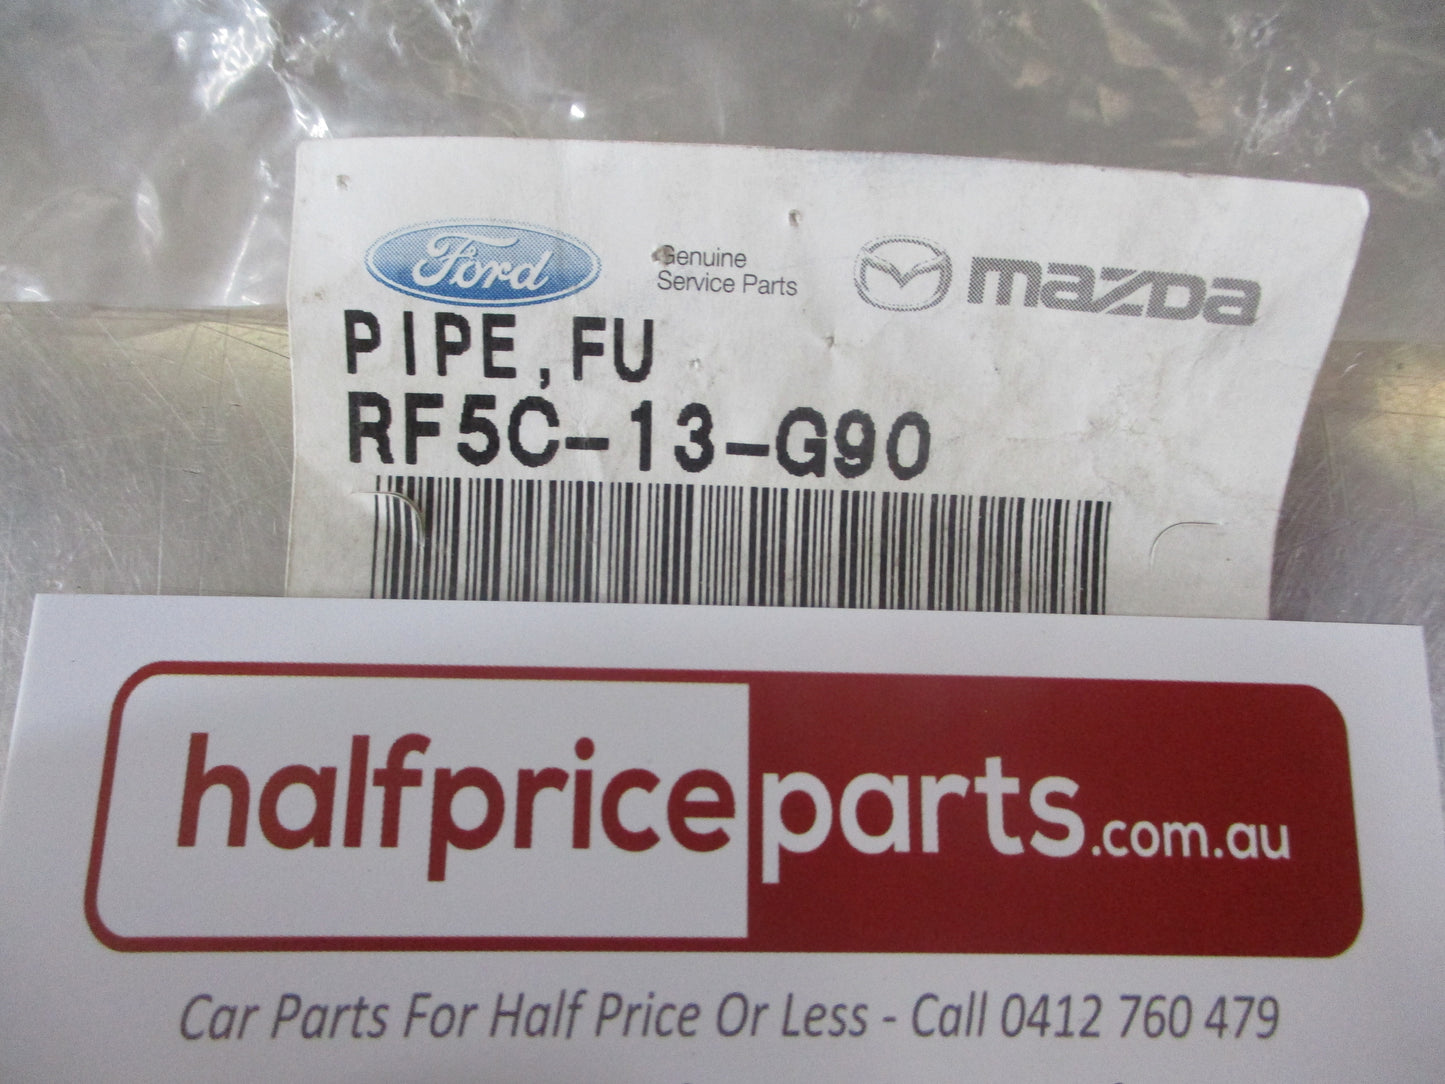 Ford
Genuine
Service Parts
mazda
PIPE,FU
RF5C-13-G90
halfpriceparts.com.au
Car Parts For Half Price Or Less - Call 0412 760 479